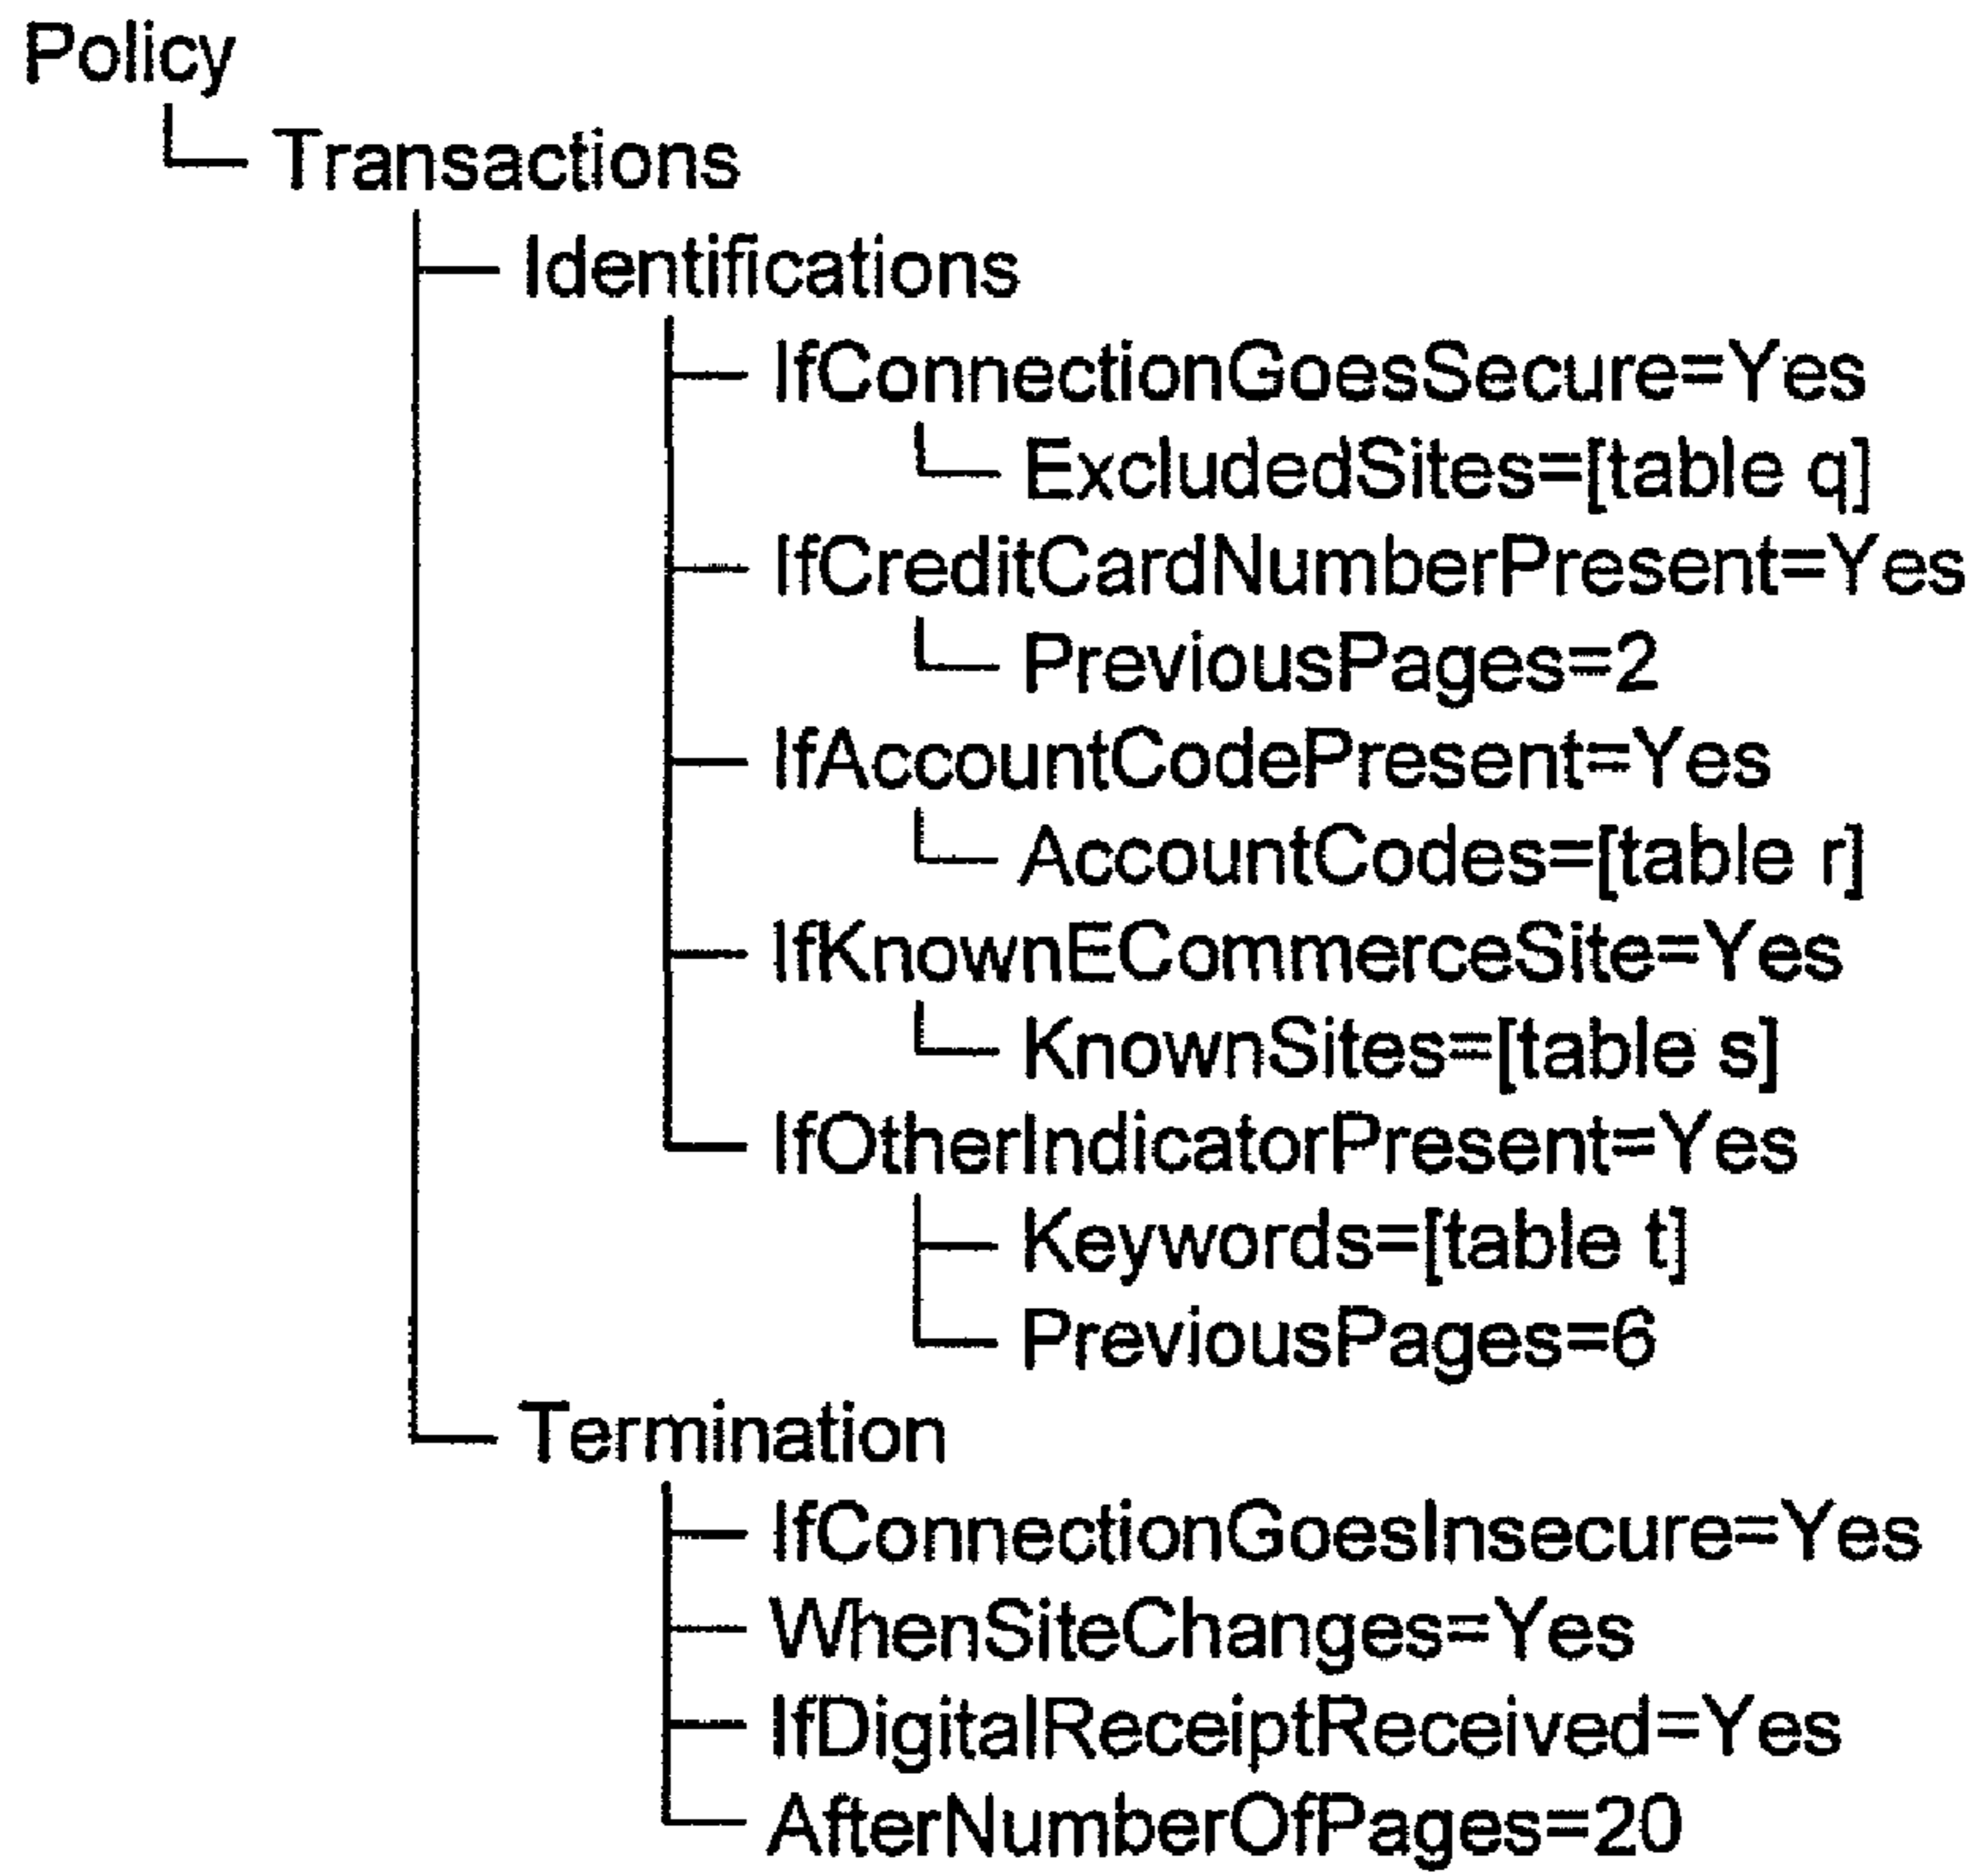 Policy
Transactions
Identifications
IfConnectionGoesSecure=Yes
ExcludedSites=[table q]
IfCreditCardNumberPresent=Yes
PreviousPages=2
IfAccountCodePresent=Yes
AccountCodes=[table r]
IfKnownECommerceSite=Yes
KnownSites=[table s]
IfOtherIndicatorPresent=Yes
Keywords=[table t]
PreviousPages=6
Termination
IfConnectionGoesInsecure=Yes
WhenSiteChanges=Yes
IfDigitalReceiptReceived=Yes
AfterNumberOfPages=20